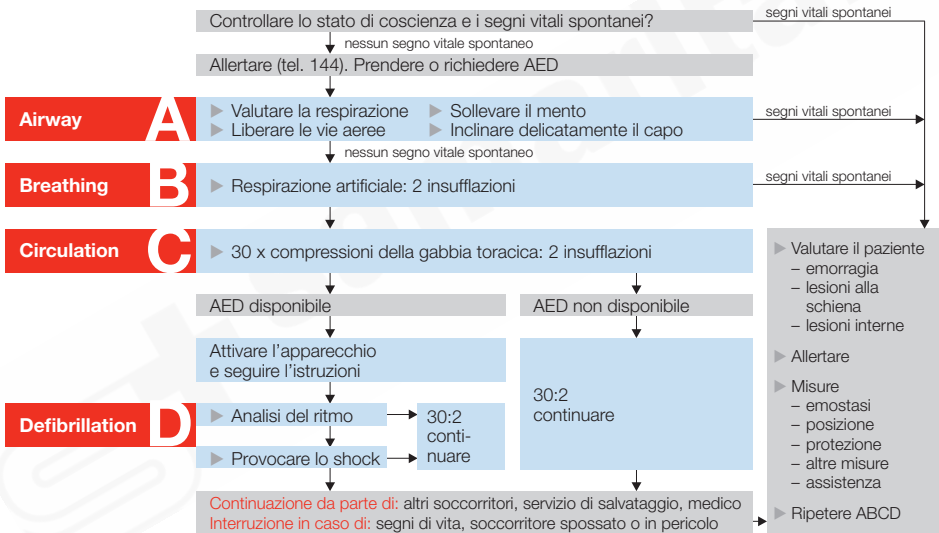 Controllare lo stato di coscienza e i segni vitali spontanei?
segni vitali spontanei
nessun segno vitale spontaneo
Allertare (tel. 144). Prendere o richiedere AED
Airway A
▶ Valutare la respirazione ▶ Sollevare il mento
▶ Liberare le vie aeree ▶ Inclinare delicatamente il capo
segni vitali spontanei
nessun segno vitale spontaneo
Breathing B
▶ Respirazione artificiale: 2 insufflazioni
segni vitali spontanei
Circulation C
▶ 30 x compressioni della gabbia toracica: 2 insufflazioni
AED disponibile
AED non disponibile
Attivare l'apparecchio
e seguire l'istruzioni
Defibrillation D
▶ Analisi del ritmo
▶ Provocare lo shock
30:2
conti-
nuare
30:2
continuare
Continuazione da parte di: altri soccorritori, servizio di salvataggio, medico
Interruzione in caso di: segni di vita, soccorritore spossato o in pericolo
▶ Valutare il paziente
– emorragia
– lesioni alla
schiena
– lesioni interne
▶ Allertare
▶ Misure
– emostasi
– posizione
– protezione
– altre misure
– assistenza
▶ Ripetere ABCD